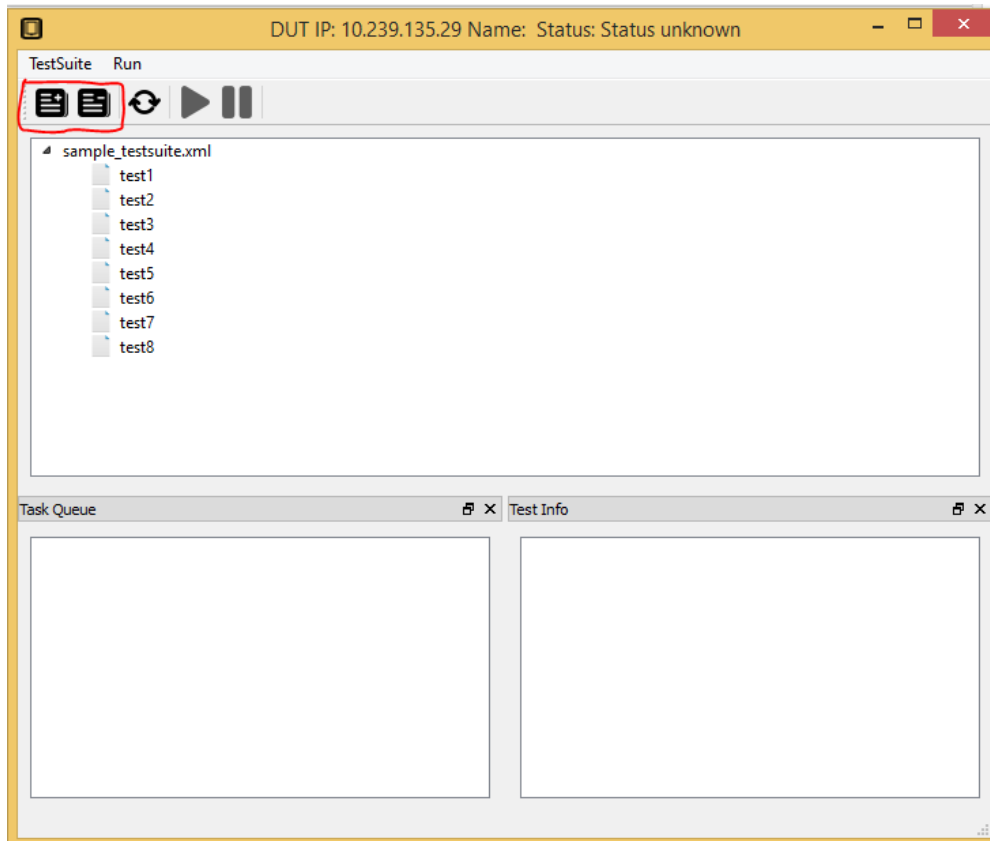 DUT IP: 10.239.135.29 Name:  Status: Status unknown
TestSuite Run
sample_testsuite.xml
test1
test2
test3
test4
test5
test6
test7
test8
Task Queue
Test Info